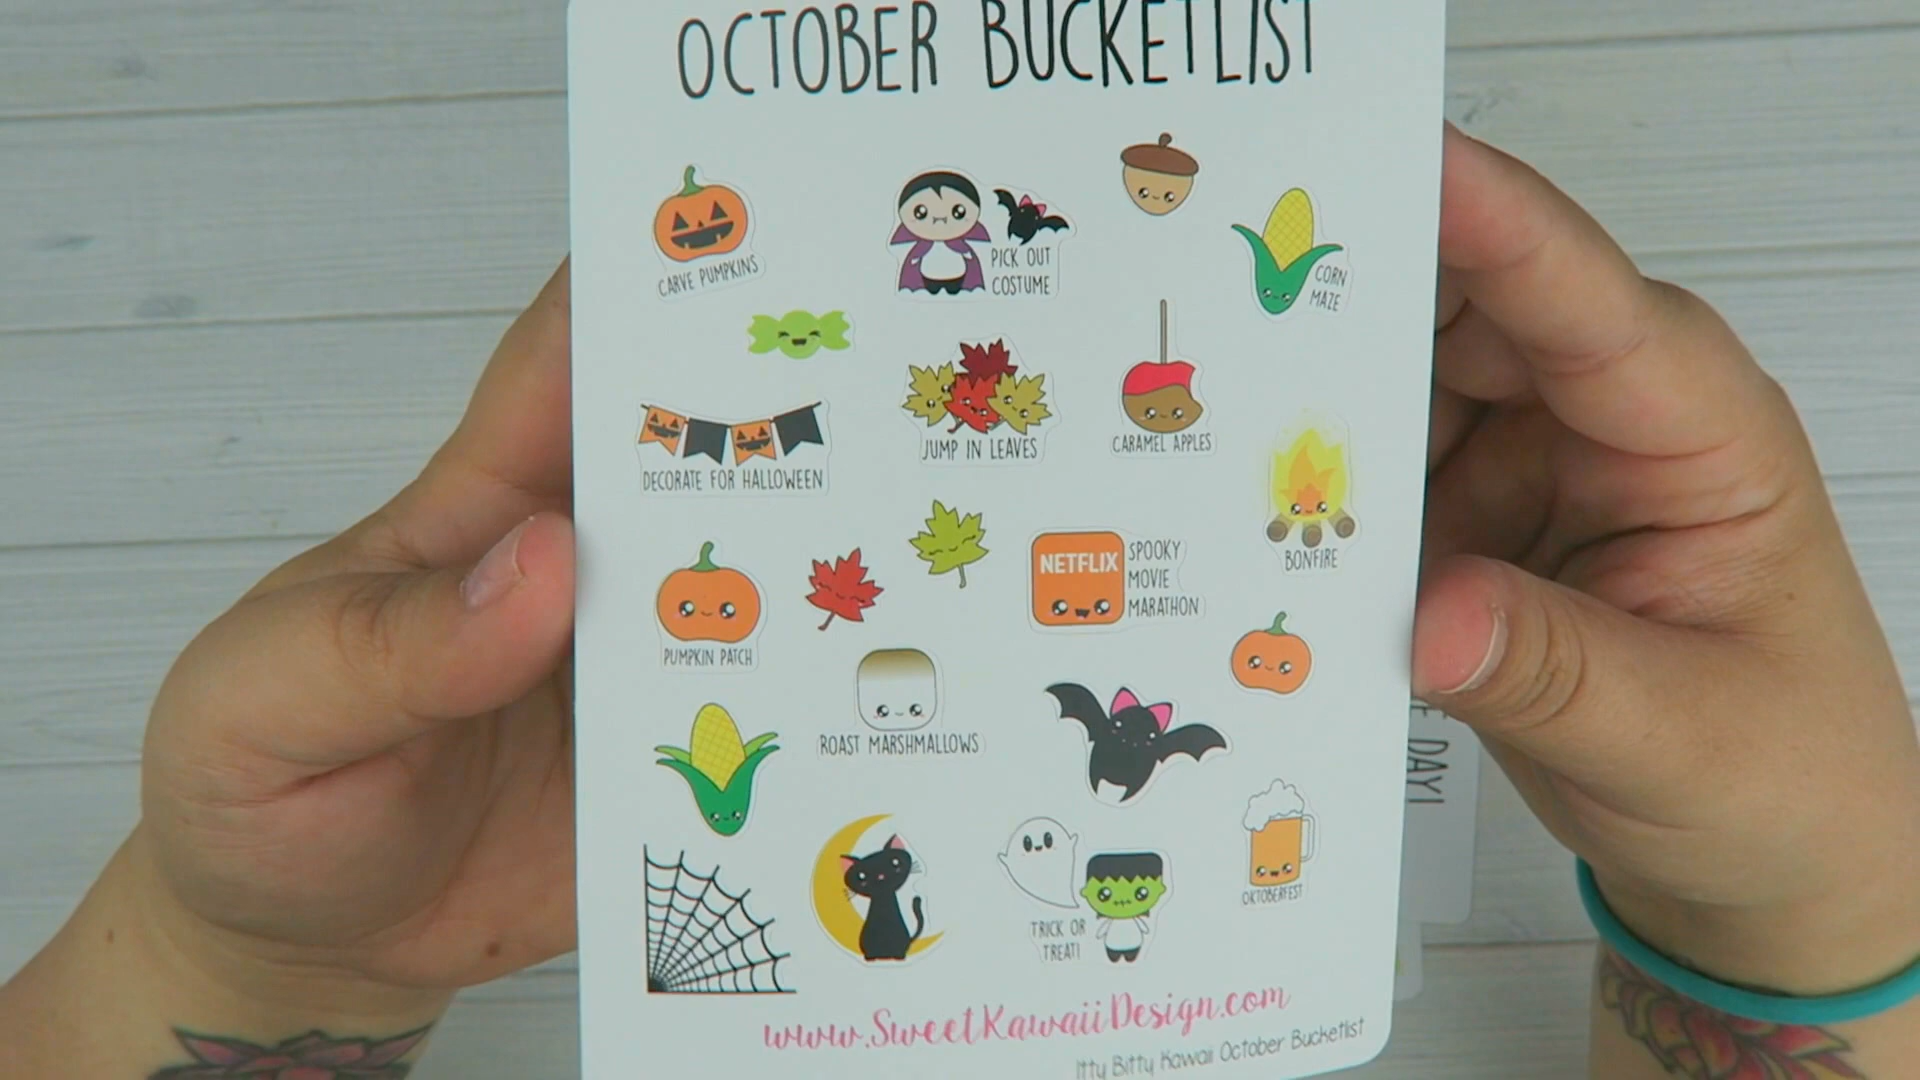 OCTOBER BUCKETLIST
CARVE PUMPKINS
PICK OUT
COSTUME
CORN
MAZE
DECORATE FOR HALLOWEEN
JUMP IN LEAVES
CARAMEL APPLES
BONFIRE
PUMPKIN PATCH
NETFLIX
SPOOKY
MOVIE
MARATHON
ROAST MARSHMALLOWS
TRICK OR
TREAT!
OKTOBERFEST
www.SweetKawaiiDesign.com
Itty Bitty Kawaii October Bucketlist
DAY!